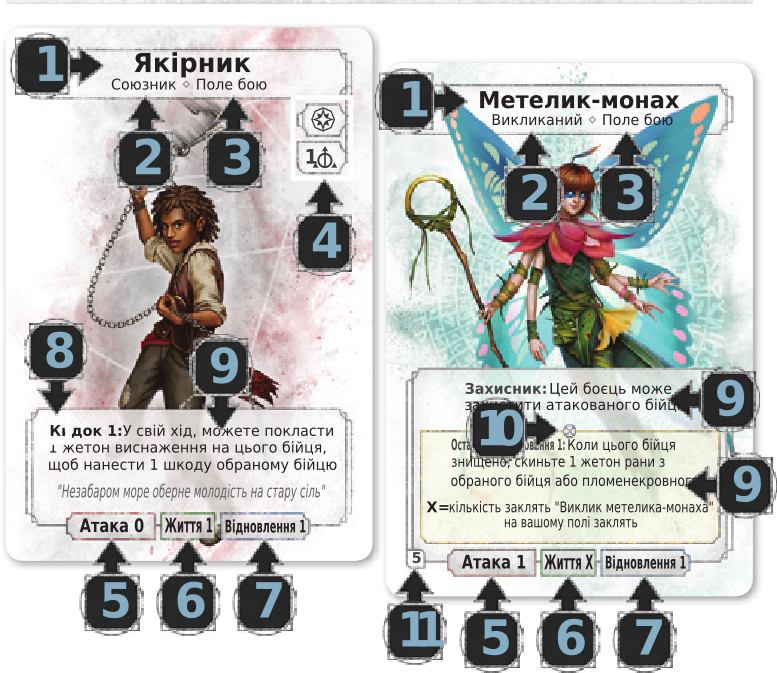 1
Якірник
Союзник ◇ Поле бою
2
3
1
4
8
9
док 1: У свій хід, можете покласти
1 жетон виснаження на цього бійця,
щоб нанести 1 шкоду обраному бійцю
"Незабаром море оберне молодість на стару сіль"
Атака 0 Життя 1 Відновлення 1
5
6
7
1
Метелик-монах
Викликаний ◇ Поле бою
2
3
Захисник: Цей боєць може
атакованого
9
10
1: Коли цього бійця
знищено, скиньте 1 жетон рани з
обраного бійця або
9
X=кількість заклять "Виклик метелика-монаха"
на вашому полі заклять
5
Атака 1 Життя X Відновлення 1
11
5
6
7